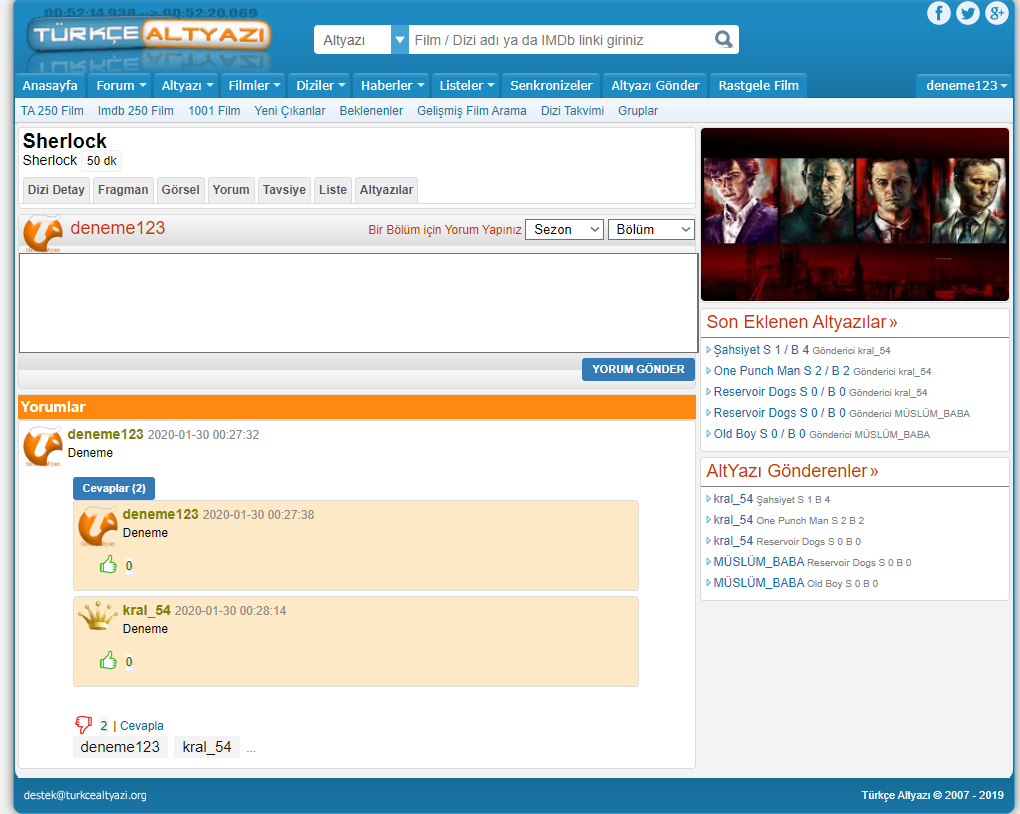 00:52:14.938 --> 00:52:20.069
TÜRKÇEALTYAZI
Altyazı Film / Dizi adı ya da IMDb linki giriniz
Anasayfa Forum Altyazı Filmler Diziler Haberler Listeler Senkronizeler Altyazı Gönder Rastgele Film deneme123
TA 250 Film Imdb 250 Film 1001 Film Yeni Çıkanlar Beklenenler Gelişmiş Film Arama Dizi Takvimi Gruplar
Sherlock
Sherlock 50 dk
Dizi Detay Fragman Görsel Yorum Tavsiye Liste Altyazılar
deneme123 Bir Bölüm için Yorum Yapınız Sezon Bölüm
YORUM GÖNDER
Yorumlar
deneme123 2020-01-30 00:27:32
Deneme
Cevaplar (2)
deneme123 2020-01-30 00:27:38
Deneme
0
kral_54 2020-01-30 00:28:14
Deneme
0
2 | Cevapla
deneme123 kral_54 ...
Son Eklenen Altyazılar»
Şahsiyet S 1 / B 4 Gönderici kral_54
One Punch Man S 2 / B 2 Gönderici kral_54
Reservoir Dogs S 0 / B 0 Gönderici kral_54
Reservoir Dogs S 0 / B 0 Gönderici MÜSLÜM_BABA
Old Boy S 0 / B 0 Gönderici MÜSLÜM_BABA
AltYazı Gönderenler»
kral_54 Şahsiyet S 1 B 4
kral_54 One Punch Man S 2 B 2
kral_54 Reservoir Dogs S 0 B 0
MÜSLÜM_BABA Reservoir Dogs S 0 B 0
MÜSLÜM_BABA Old Boy S 0 B 0
destek@turkcealtyazi.org Türkçe Altyazı © 2007 - 2019